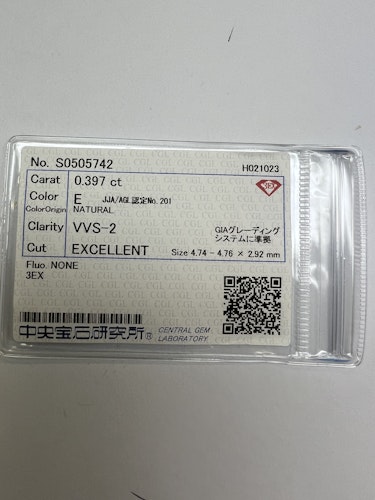 No. S0505742 H021023
Carat 0.397 ct
Color E JJA/AGL認定No.201
ColorOrigin NATURAL
Clarity VVS-2 GIAグレーディング
システムに準拠
Cut EXCELLENT Size 4.74 - 4.76 × 2.92 mm
Fluo NONE
3EX
中央宝石研究所® CENTRAL GEM
LABORATORY